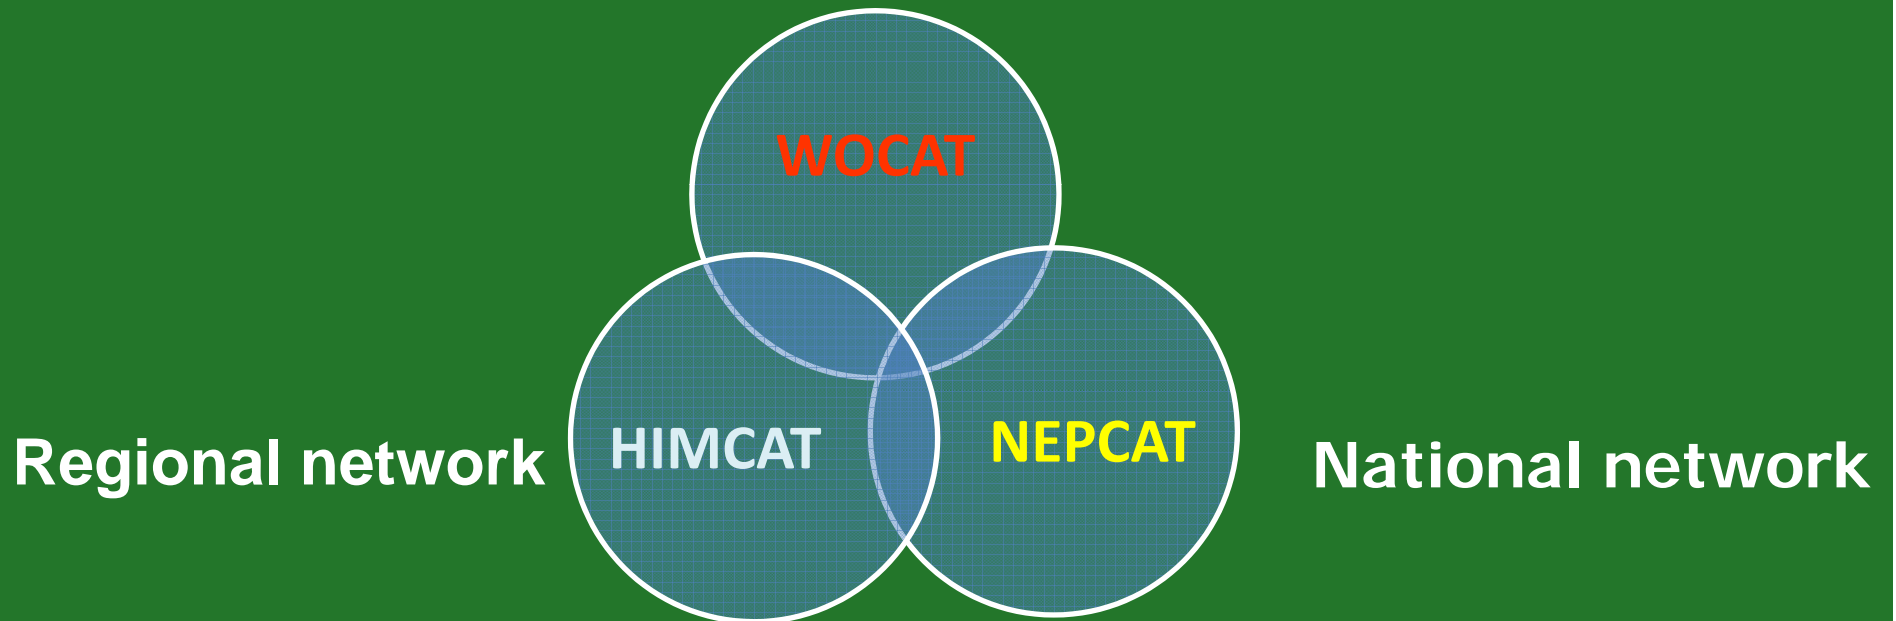 WOCAT
Regional network
HIMCAT
NEPCAT
National network